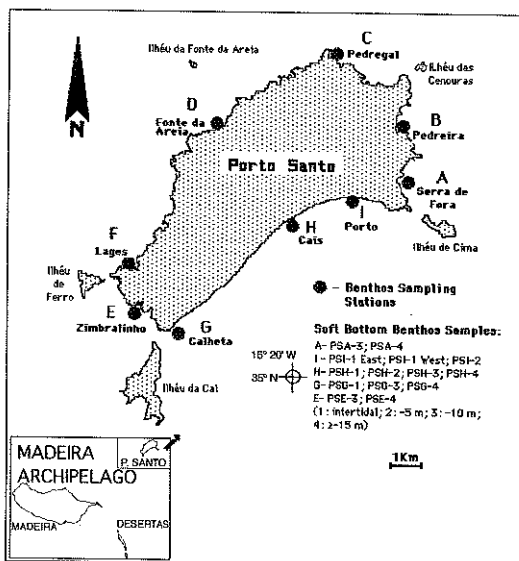 C
Pedregal
Ilhéu da Fonte da Areia
Ilhéu das
Cenouras
D
Fonte da
Areia
B
Pedreira
N
Porto Santo
A
Serra de
Fora
I
Porto
H
Cais
Ilhéu de Cima
F
Lages
Ilhéu
de
Ferro
- Benthos Sampling
Stations
E
Zimbralinho
G
Calheta
Soft Bottom Benthos Samples:
A- PSA-3; PSA-4
I - PSI-1 East; PSI-1 West; PSI-2
H- PSH-1; PSH-2; PSH-3; PSH-4
G- PSG-1; PSG-3; PSG-4
E- PSE-3; PSE-4
(1: intertidal; 2: -5 m; 3: -10 m;
4: ≥-15 m)
15° 20' W
35° N
Ilhéu da Cal
1Km
MADEIRA
ARCHIPELAGO
P. SANTO
MADEIRA
DESERTAS